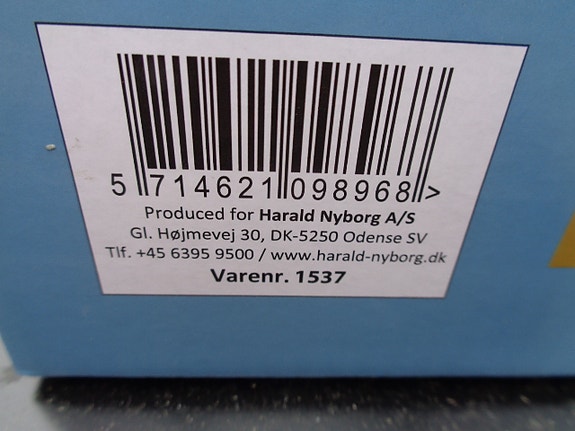 5 714621 098968 >
Produced for Harald Nyborg A/S
Gl. Højmevej 30, DK-5250 Odense SV
Tlf. +45 6395 9500 / www.harald-nyborg.dk
Varenr. 1537